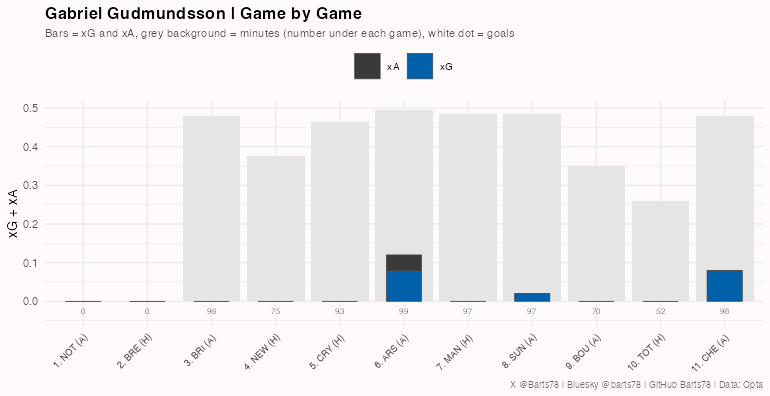 Gabriel Gudmundsson | Game by Game
Bars = xG and xA, grey background = minutes (number under each game), white dot = goals
xA xG
xG + xA
0.5
0.4
0.3
0.2
0.1
0.0
0 0 96 75 93 99 97 97 70 52 96
1. NOT (A) 2. BRE (H) 3. BRI (A) 4. NEW (H) 5. CRY (H) 6. ARS (A) 7. MAN (H) 8. SUN (A) 9. BOU (A) 10. TOT (H) 11. CHE (A)
X @Barts78 | Bluesky @barts78 | GitHub Barts78 | Data: Opta